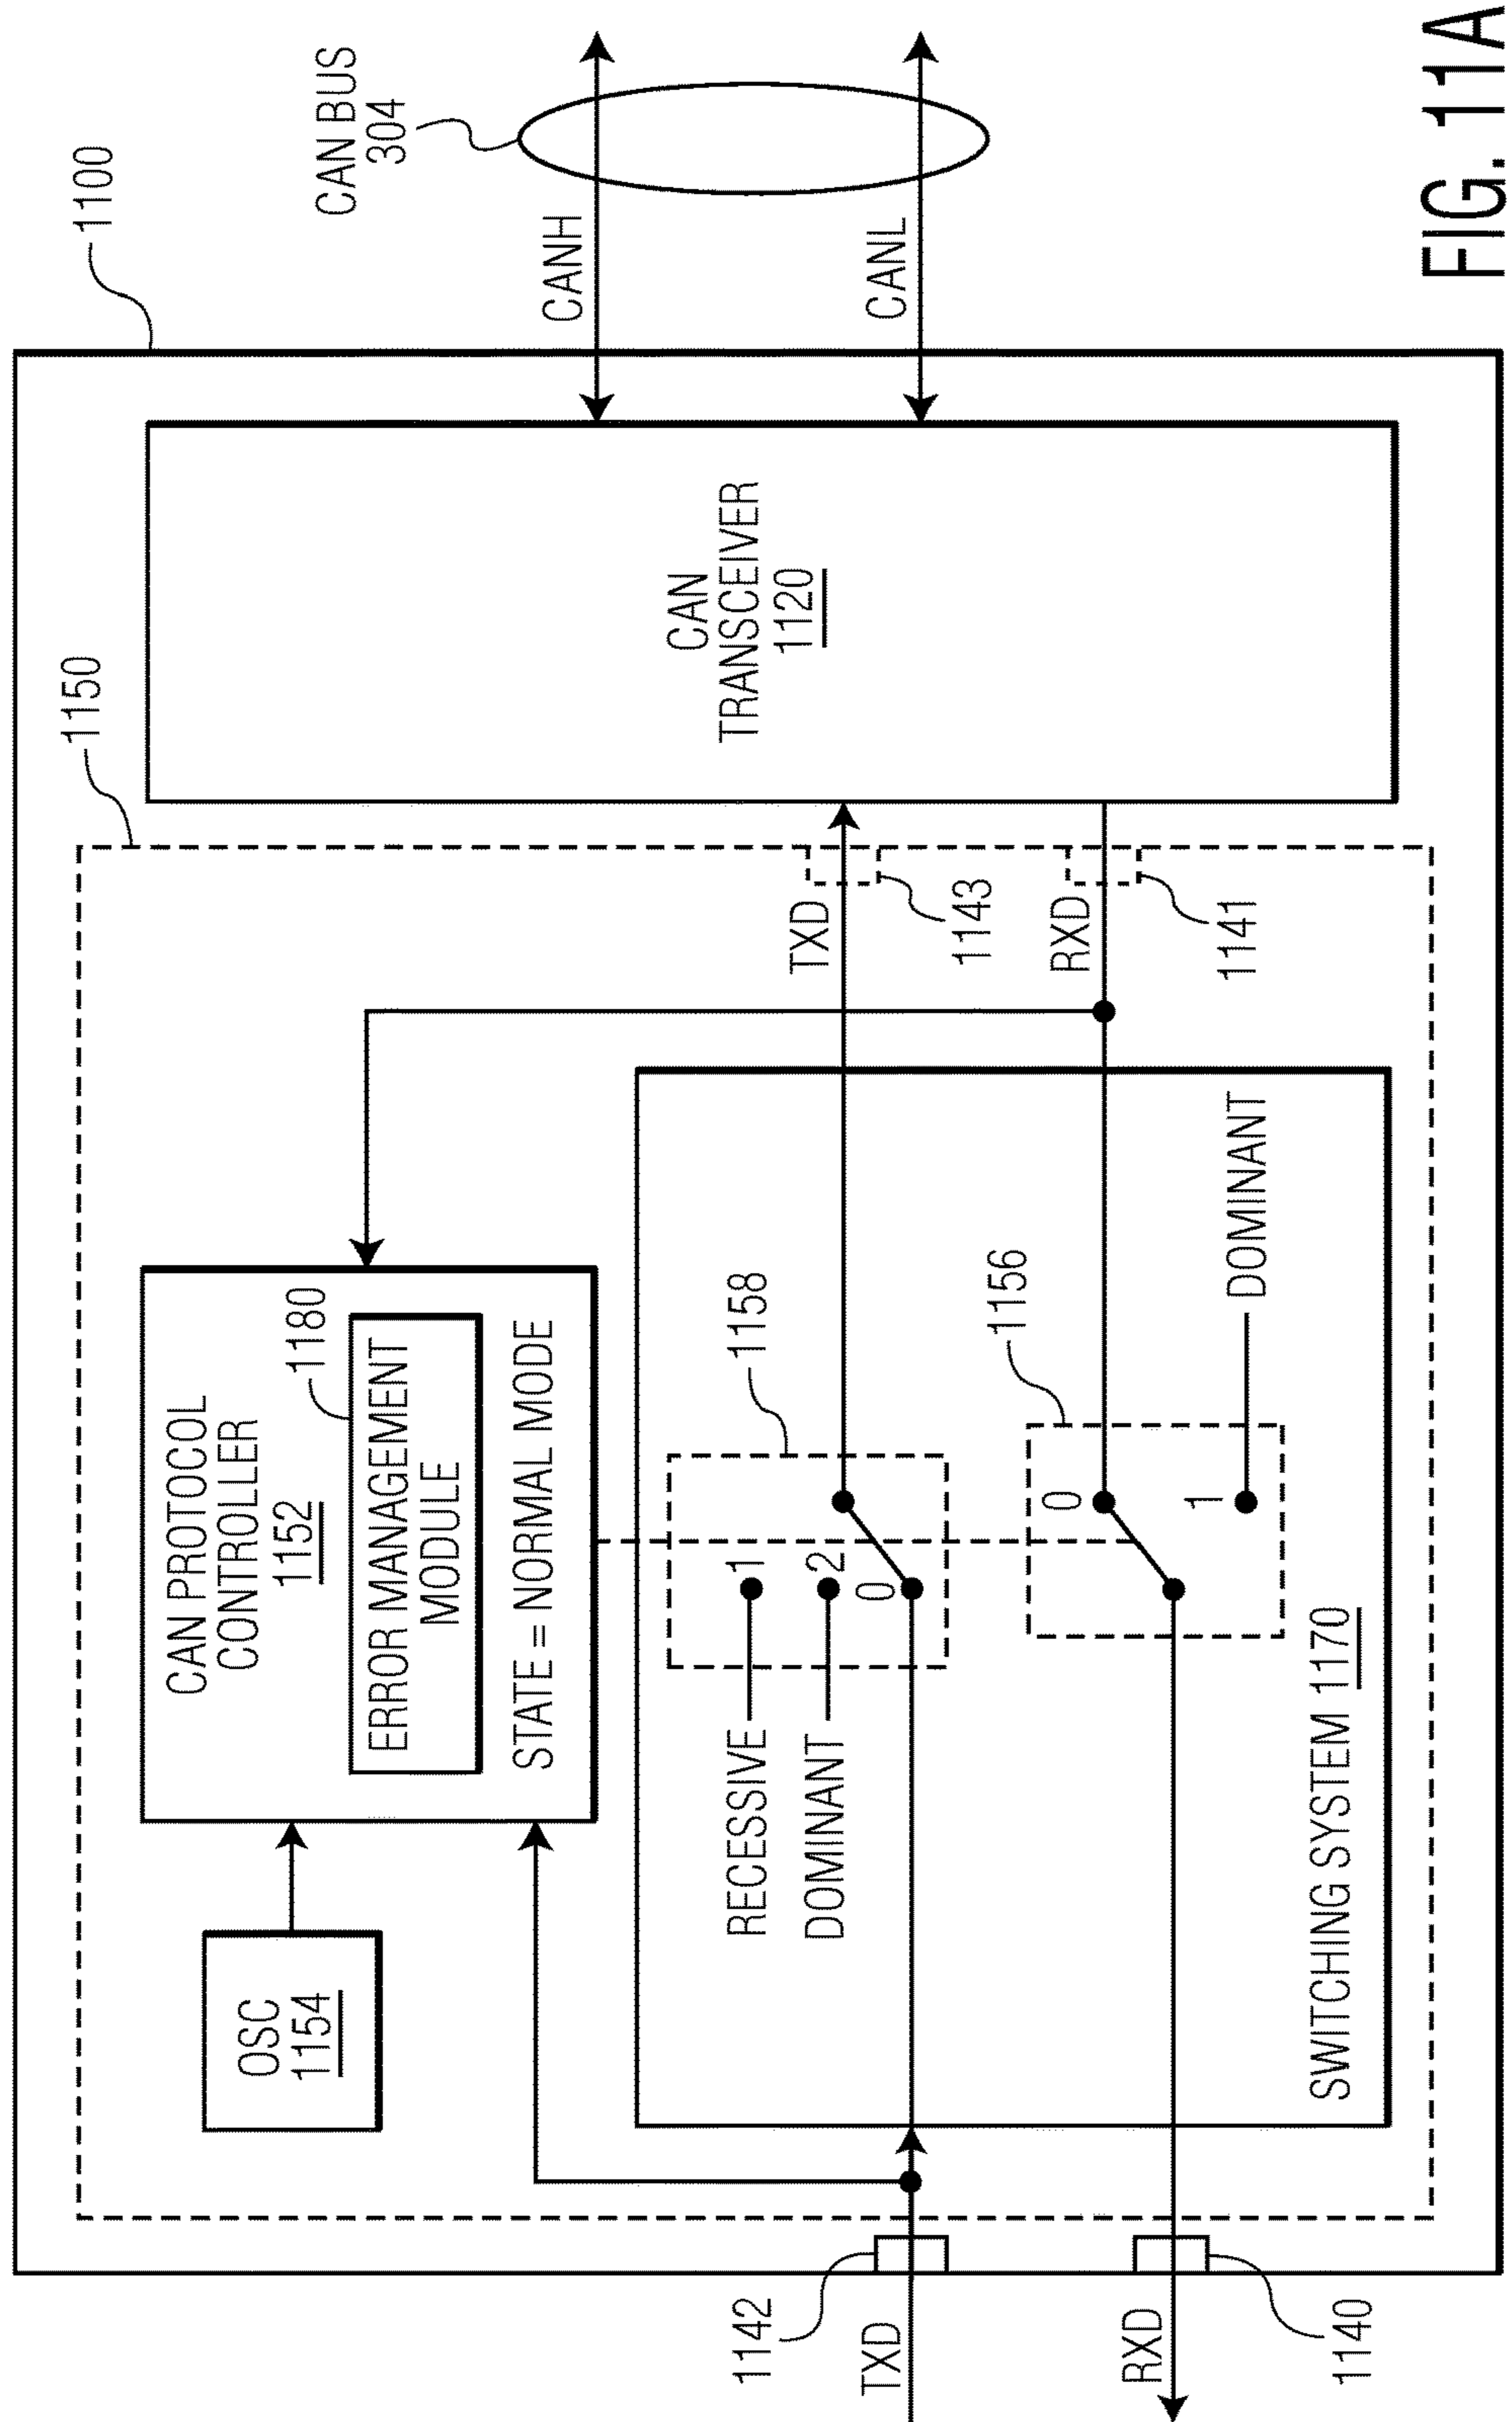 1100
CAN BUS
304
1150
CAN PROTOCOL
CONTROLLER
1152
1180
ERROR MANAGEMENT
MODULE
STATE = NORMAL MODE
OSC
1154
CANH
CANL
CAN
TRANSCEIVER
1120
1158
RECESSIVE
1
DOMINANT
2
0
TXD
1143
1156
0
1
DOMINANT
RXD
1141
SWITCHING SYSTEM 1170
1142
TXD
RXD
1140
FIG. 11A